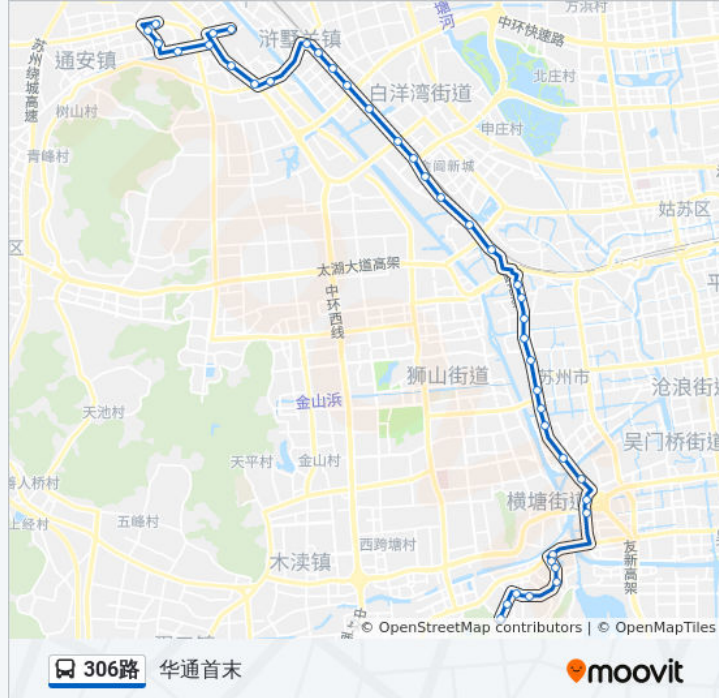 方浜村
中环快速路
浒墅关镇
通安镇
苏州绕城高速
北庄村
白洋湾街道
树山村
申庄村
青峰村
金阊新城
姑苏区
区
太湖大道高架
平
中环西线
狮山街道
苏州市
沧浪街道
金山浜
天池村
吴门桥街道
天平村
金山村
善人桥村
横塘街道
上经村
五峰村
西跨塘村
木渎镇
友新高架
© OpenStreetMap contributors | © OpenMapTiles
306路 华通首末
moovit